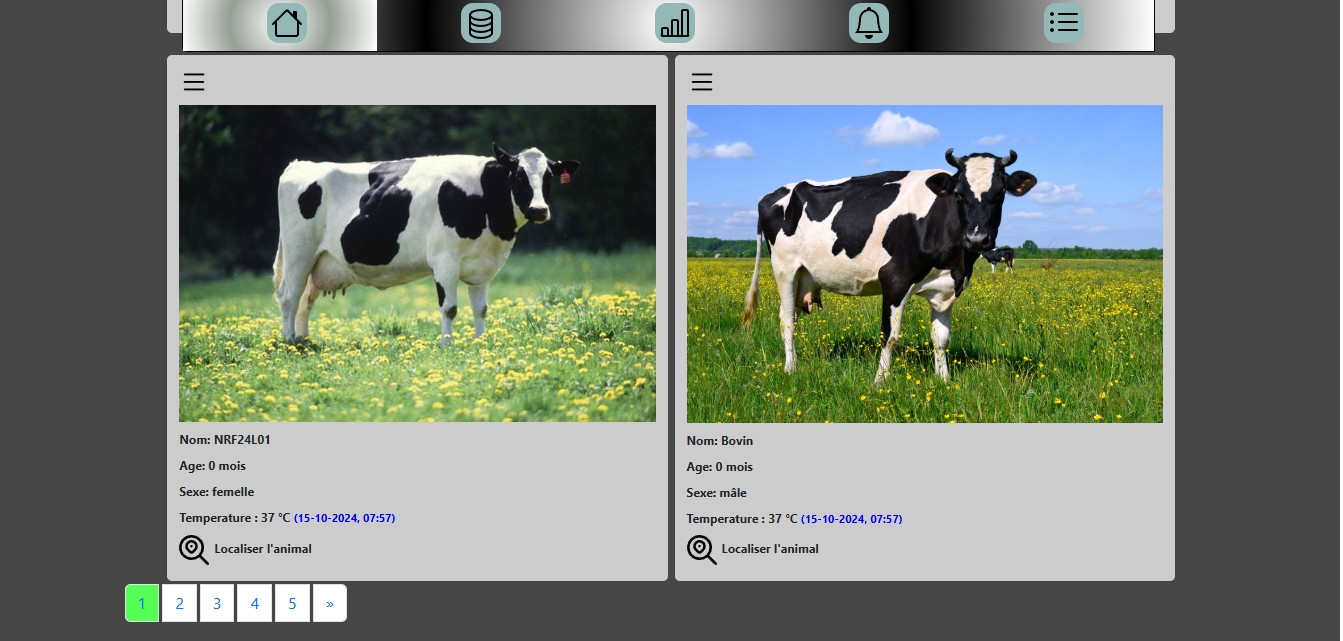 Nom: NRF24L01
Age: 0 mois
Sexe: femelle
Temperature : 37 °C (15-10-2024, 07:57)
Localiser l'animal
Nom: Bovin
Age: 0 mois
Sexe: mâle
Temperature : 37 °C (15-10-2024, 07:57)
Localiser l'animal
1 2 3 4 5 »